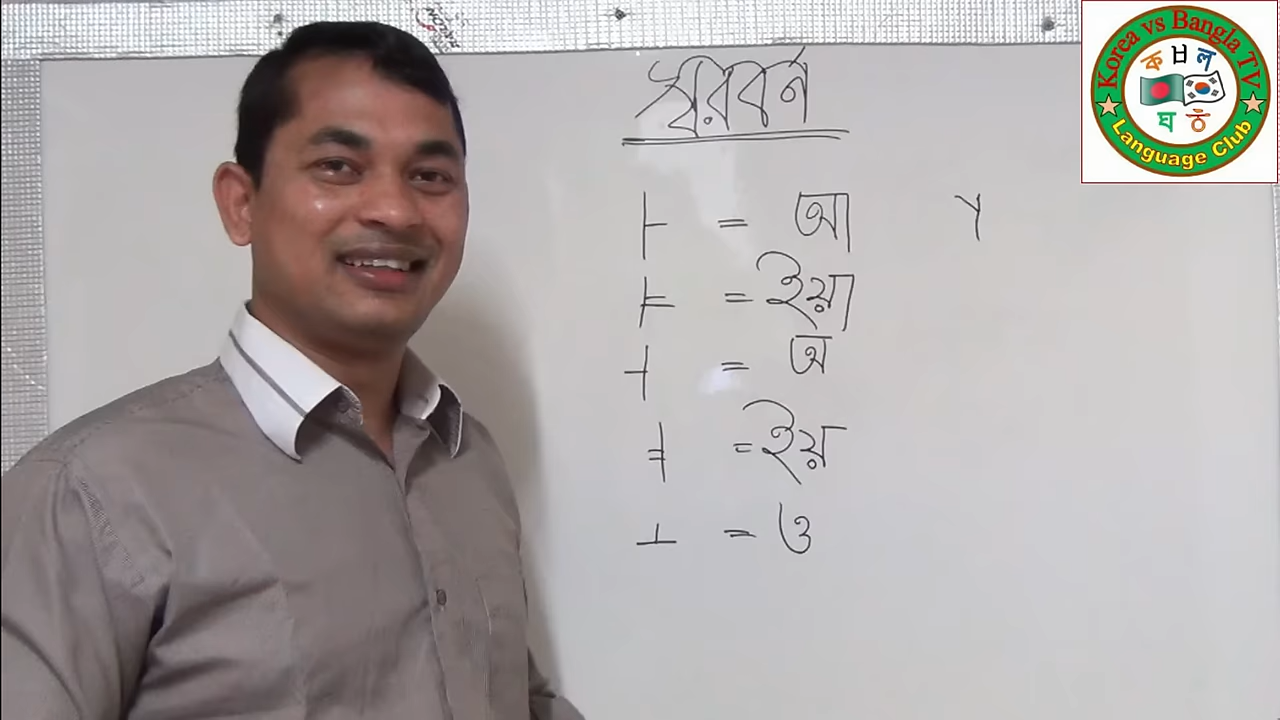 স্বরবর্ন
ㅏ = আ
ㅑ = ইয়া
ㅓ = অ
ㅕ = ইয়
ㅗ = ও
Korea vs Bangla TV
ক ㅂ ল
ঘ ㅎ
Language Club